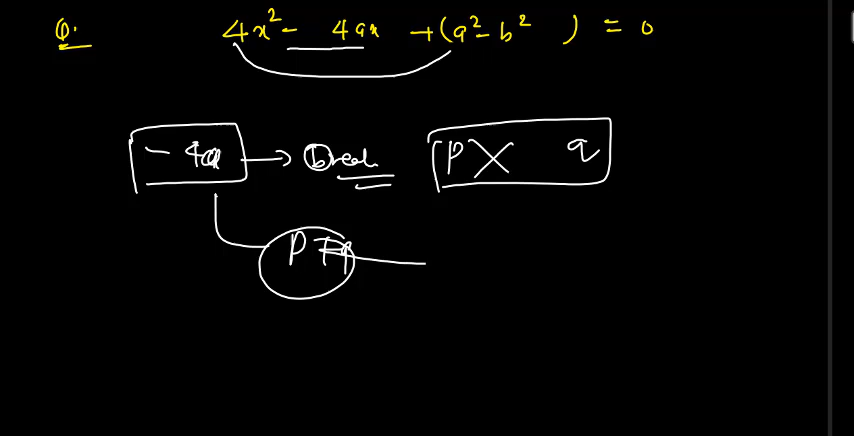 Q. 4x² - 4ax + (a² - b²) = 0
- 4a → break P × q
P + q